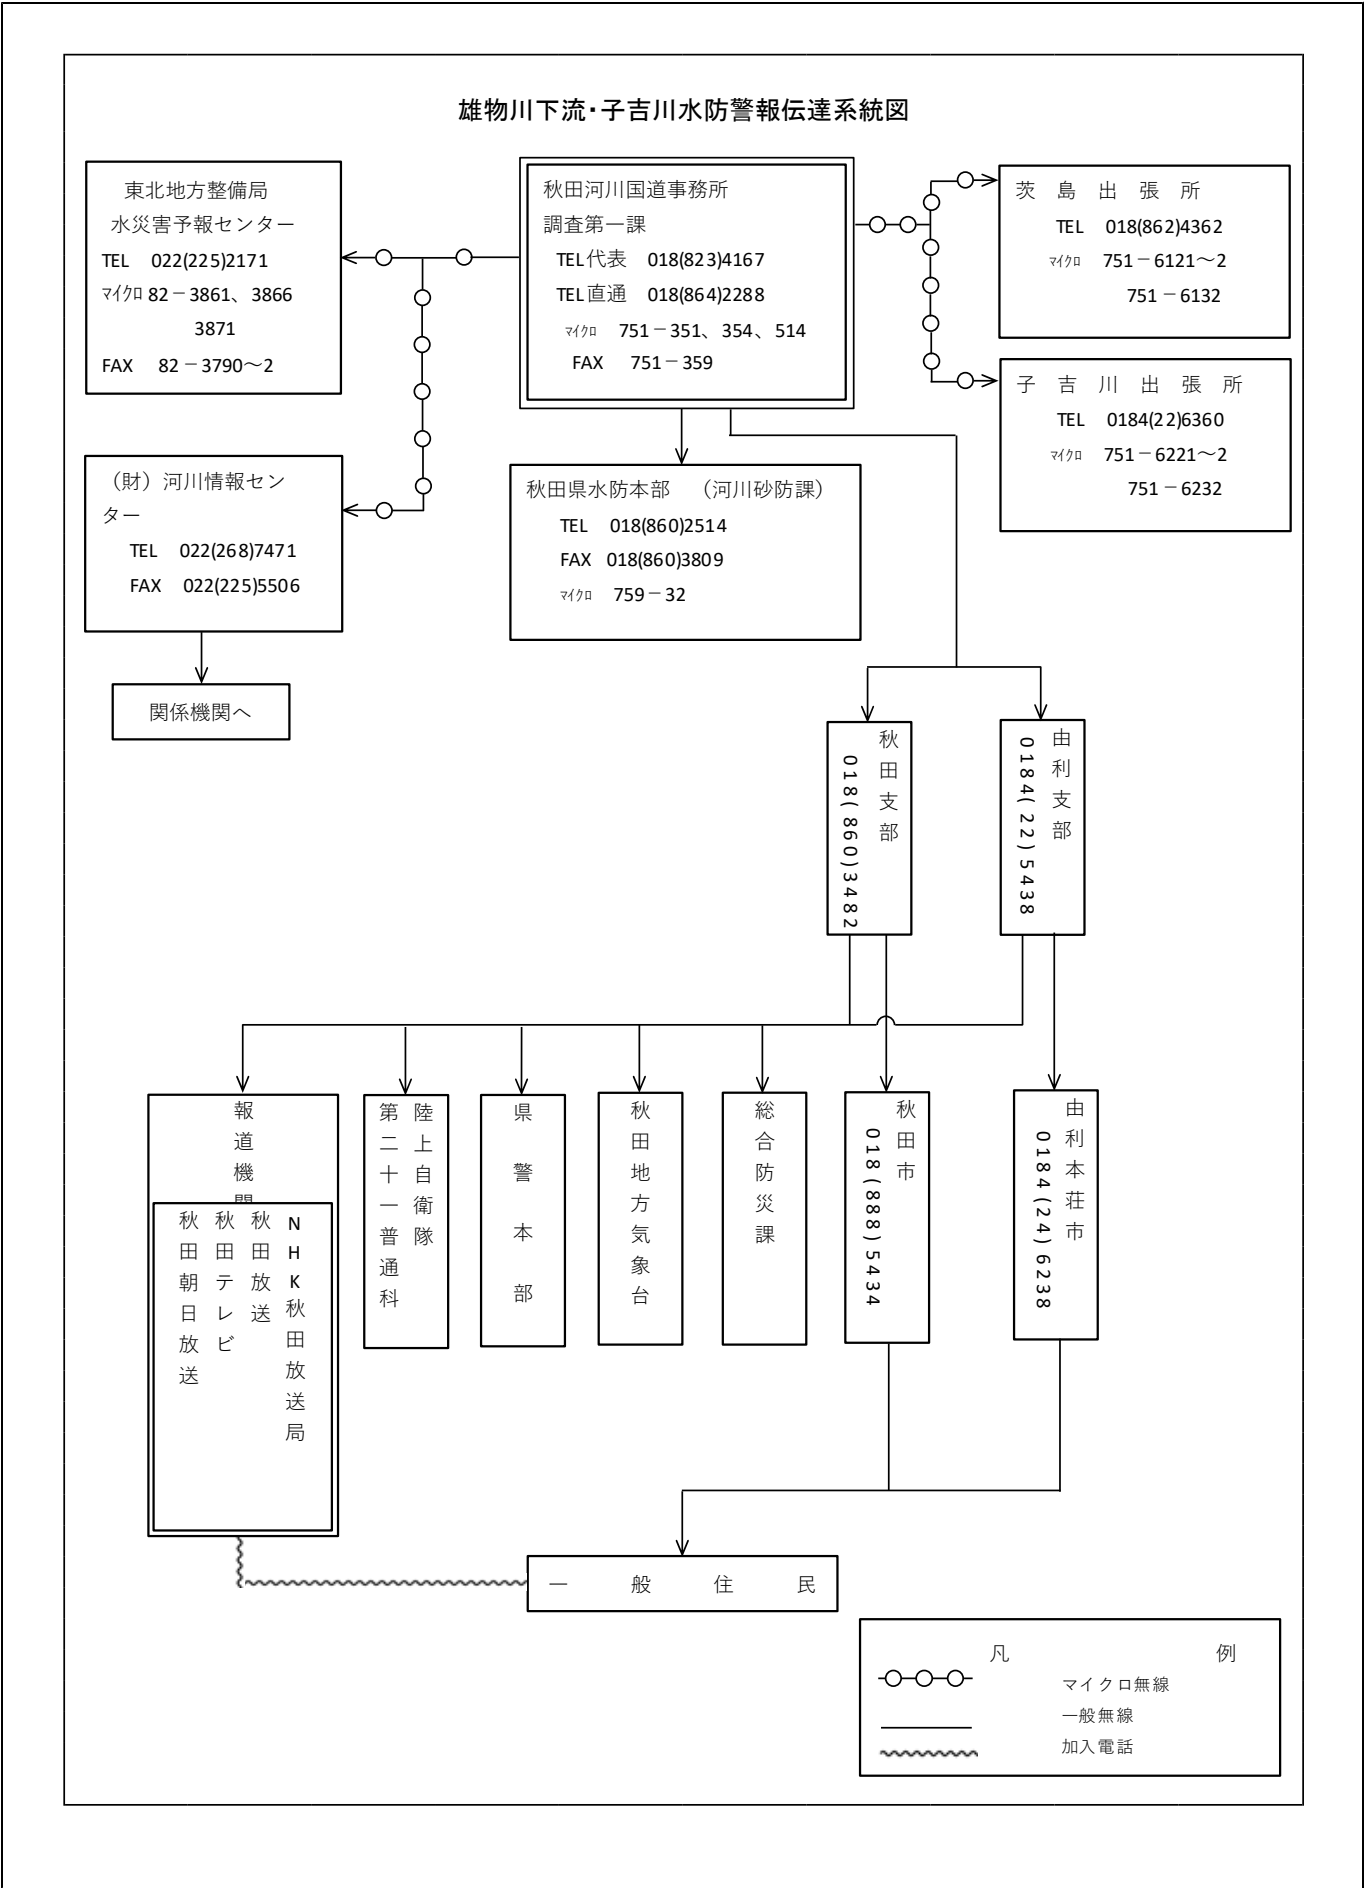 雄物川下流・子吉川水防警報伝達系統図
東北地方整備局
水災害予報センター
TEL 022(225)2171
ﾏｲｸﾛ 82－3861、3866
3871
FAX 82－3790～2
秋田河川国道事務所
調査第一課
TEL代表 018(823)4167
TEL直通 018(864)2288
ﾏｲｸﾛ 751－351、354、514
FAX 751－359
茨島出張所
TEL 018(862)4362
ﾏｲｸﾛ 751－6121～2
751－6132
子吉川出張所
TEL 0184(22)6360
ﾏｲｸﾛ 751－6221～2
751－6232
（財）河川情報セン
ター
TEL 022(268)7471
FAX 022(225)5506
秋田県水防本部 （河川砂防課）
TEL 018(860)2514
FAX 018(860)3809
ﾏｲｸﾛ 759－32
関係機関へ
秋田支部
018(860)3482
由利支部
0184(22)5438
報道機関
NHK秋田放送局
秋田放送
秋田テレビ
秋田朝日放送
陸上自衛隊
第二十一普通科
県警本部
秋田地方気象台
総合防災課
秋田市
018(888)5434
由利本荘市
0184(24)6238
一般住民
凡例
マイクロ無線
一般無線
加入電話